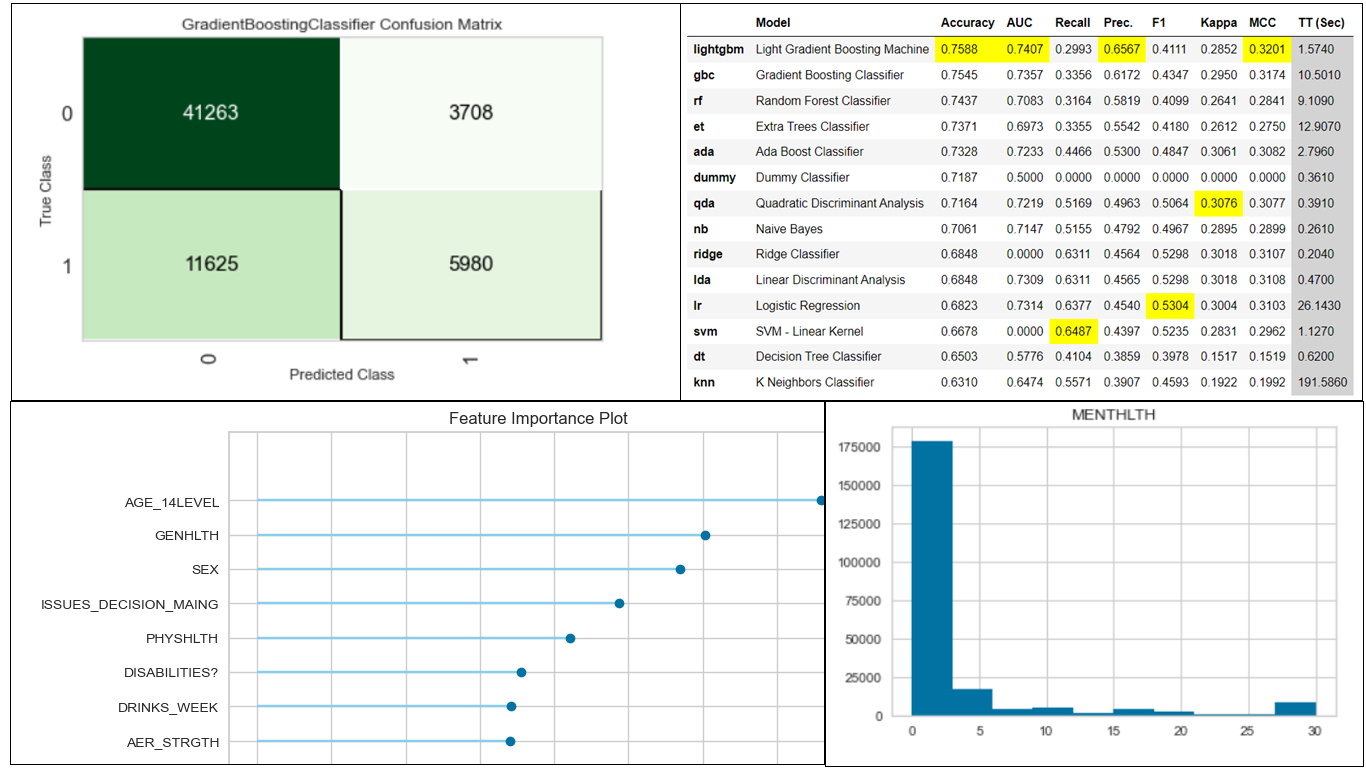 GradientBoostingClassifier Confusion Matrix
0
41263
3708
True Class
1
11625
5980
0
1
Predicted Class
Model Accuracy AUC Recall Prec. F1 Kappa MCC TT (Sec)
lightgbm Light Gradient Boosting Machine 0.7588 0.7407 0.2993 0.6567 0.4111 0.2852 0.3201 1.5740
gbc Gradient Boosting Classifier 0.7545 0.7357 0.3356 0.6172 0.4347 0.2950 0.3174 10.5010
rf Random Forest Classifier 0.7437 0.7083 0.3164 0.5819 0.4099 0.2641 0.2841 9.1090
et Extra Trees Classifier 0.7371 0.6973 0.3355 0.5542 0.4180 0.2612 0.2750 12.9070
ada Ada Boost Classifier 0.7328 0.7233 0.4466 0.5300 0.4847 0.3061 0.3082 2.7960
dummy Dummy Classifier 0.7187 0.5000 0.0000 0.0000 0.0000 0.0000 0.0000 0.3610
qda Quadratic Discriminant Analysis 0.7164 0.7219 0.5169 0.4963 0.5064 0.3076 0.3077 0.3910
nb Naive Bayes 0.7061 0.7147 0.5155 0.4792 0.4967 0.2895 0.2899 0.2610
ridge Ridge Classifier 0.6848 0.0000 0.6311 0.4564 0.5298 0.3018 0.3107 0.2040
lda Linear Discriminant Analysis 0.6848 0.7309 0.6311 0.4565 0.5298 0.3018 0.3108 0.4700
lr Logistic Regression 0.6823 0.7314 0.6377 0.4540 0.5304 0.3004 0.3103 26.1430
svm SVM - Linear Kernel 0.6678 0.0000 0.6487 0.4397 0.5235 0.2831 0.2962 1.1270
dt Decision Tree Classifier 0.6503 0.5776 0.4104 0.3859 0.3978 0.1517 0.1519 0.6200
knn K Neighbors Classifier 0.6310 0.6474 0.5571 0.3907 0.4593 0.1922 0.1992 191.5860
Feature Importance Plot
AGE_14LEVEL
GENHLTH
SEX
ISSUES_DECISION_MAING
PHYSHLTH
DISABILITIES?
DRINKS_WEEK
AER_STRGTH
MENTHLTH
175000
150000
125000
100000
75000
50000
25000
0
0 5 10 15 20 25 30